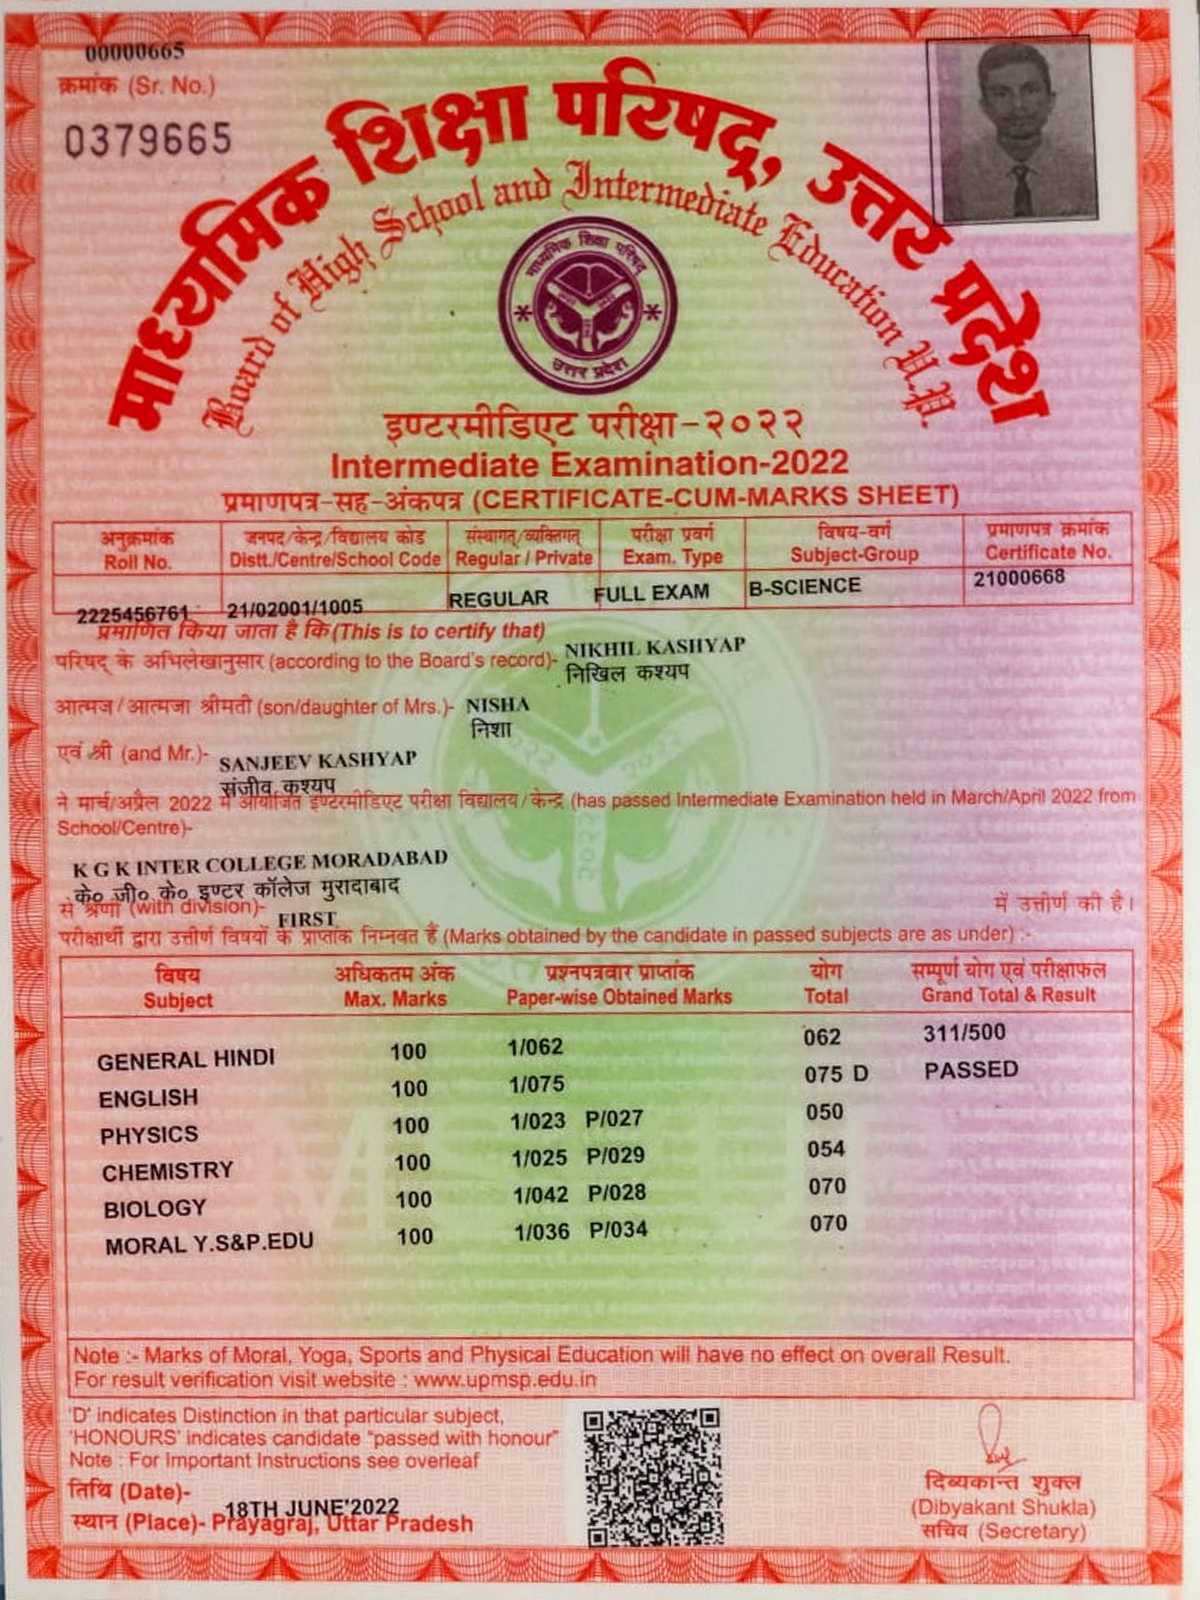 00000665
क्रमांक (Sr. No.)
0379665
माध्यमिक शिक्षा परिषद्, उत्तर प्रदेश
Board of High School and Intermediate Education U.P.
माध्यमिक शिक्षा परिषद्
उत्तर प्रदेश
इण्टरमीडिएट परीक्षा-२०२२
Intermediate Examination-2022
प्रमाणपत्र-सह-अंकपत्र (CERTIFICATE-CUM-MARKS SHEET)
अनुक्रमांक जनपद/केन्द्र/विद्यालय कोड संस्थागत/व्यक्तिगत परीक्षा प्रवर्ग विषय-वर्ग प्रमाणपत्र क्रमांक
Roll No. Distt./Centre/School Code Regular / Private Exam. Type Subject-Group Certificate No.
2225456761 21/02001/1005 REGULAR FULL EXAM B-SCIENCE 21000668
प्रमाणित किया जाता है कि (This is to certify that)
परिषद् के अभिलेखानुसार (according to the Board's record)- NIKHIL KASHYAP
निखिल कश्यप
आत्मज/आत्मजा श्रीमती (son/daughter of Mrs.)- NISHA
निशा
एवं श्री (and Mr.)- SANJEEV KASHYAP
संजीव कश्यप
ने मार्च/अप्रैल 2022 में आयोजित इण्टरमीडिएट परीक्षा विद्यालय/केन्द्र (has passed Intermediate Examination held in March/April 2022 from
School/Centre)-
K G K INTER COLLEGE MORADABAD
के० जी० के० इण्टर कॉलेज मुरादाबाद
से श्रेणी (with division)- FIRST में उत्तीर्ण की है।
परीक्षार्थी द्वारा उत्तीर्ण विषयों के प्राप्तांक निम्नवत हैं (Marks obtained by the candidate in passed subjects are as under) :-
विषय अधिकतम अंक प्रश्नपत्रवार प्राप्तांक योग सम्पूर्ण योग एवं परीक्षाफल
Subject Max. Marks Paper-wise Obtained Marks Total Grand Total & Result
GENERAL HINDI 100 1/062 062 311/500
ENGLISH 100 1/075 075 D PASSED
PHYSICS 100 1/023 P/027 050
CHEMISTRY 100 1/025 P/029 054
BIOLOGY 100 1/042 P/028 070
MORAL Y.S&P.EDU 100 1/036 P/034 070
Note :- Marks of Moral, Yoga, Sports and Physical Education will have no effect on overall Result.
For result verification visit website : www.upmsp.edu.in
'D' indicates Distinction in that particular subject,
'HONOURS' indicates candidate "passed with honour"
Note : For Important Instructions see overleaf
तिथि (Date)- 18TH JUNE'2022
स्थान (Place)- Prayagraj, Uttar Pradesh
दिब्यकान्त शुक्ल
(Dibyakant Shukla)
सचिव (Secretary)